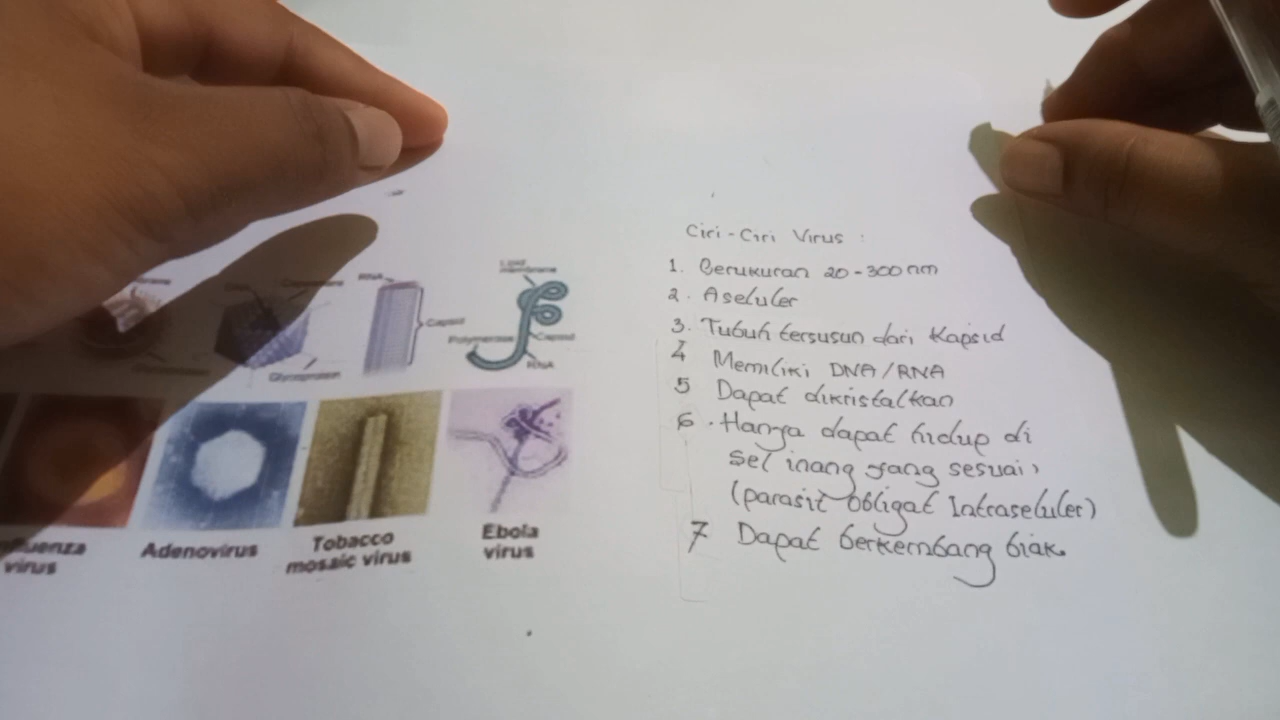 RNA
Capsid
Lipid
membrane
Polymerase
Capsid
RNA
Glycoprotein
virus
Adenovirus
Tobacco
mosaic virus
Ebola
virus
Ciri-Ciri Virus :
1. Berukuran 20-300 nm
2. Aseluler
3. Tubuh tersusun dari Kapsid
4 Memiliki DNA/RNA
5 Dapat dikristalkan
6. Hanya dapat hidup di
sel inang yang sesuai,
(parasit obligat Intraseluler)
7 Dapat berkembang biak.